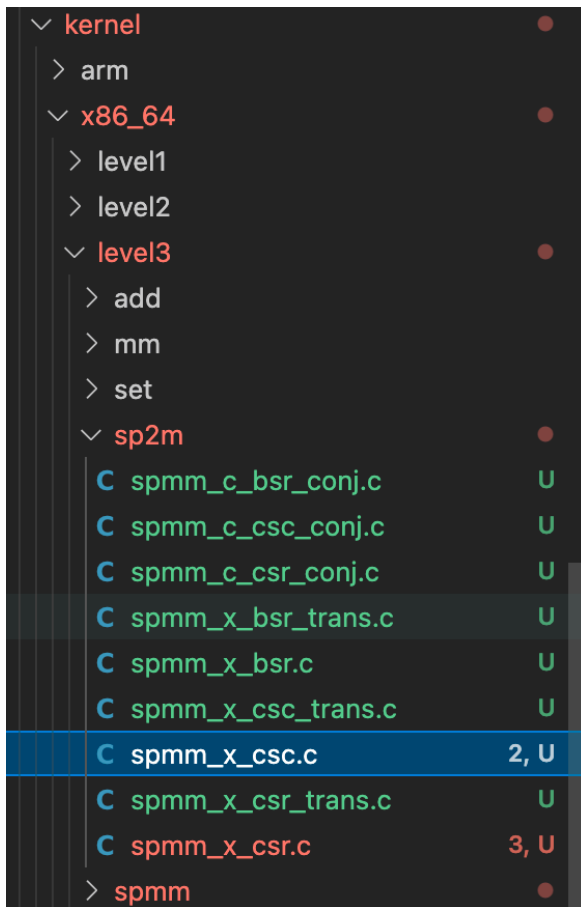 kernel
arm
x86_64
level1
level2
level3
add
mm
set
sp2m
C spmm_c_bsr_conj.c U
C spmm_c_csc_conj.c U
C spmm_c_csr_conj.c U
C spmm_x_bsr_trans.c U
C spmm_x_bsr.c U
C spmm_x_csc_trans.c U
C spmm_x_csc.c 2, U
C spmm_x_csr_trans.c U
C spmm_x_csr.c 3, U
spmm